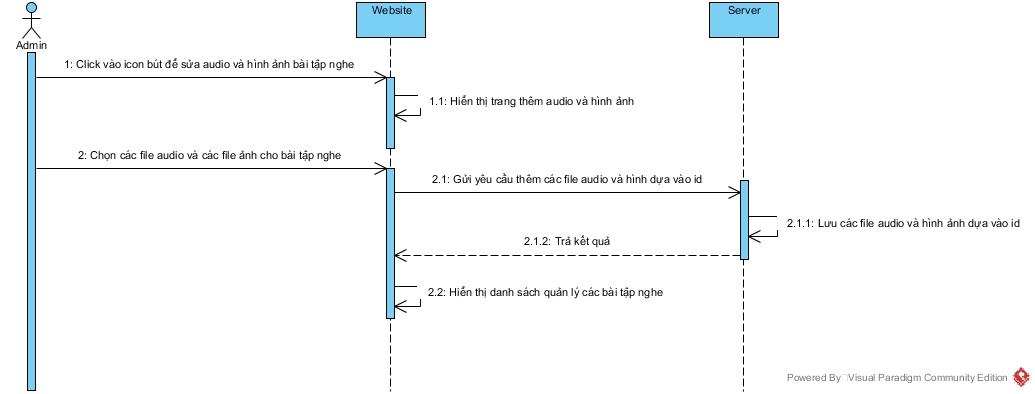 Website
Server
Admin
1: Click vào icon bút để sửa audio và hình ảnh bài tập nghe
1.1: Hiển thị trang thêm audio và hình ảnh
2: Chọn các file audio và các file ảnh cho bài tập nghe
2.1: Gửi yêu cầu thêm các file audio và hình dựa vào id
2.1.1: Lưu các file audio và hình ảnh dựa vào id
2.1.2: Trả kết quả
2.2: Hiển thị danh sách quản lý các bài tập nghe
Powered By Visual Paradigm Community Edition